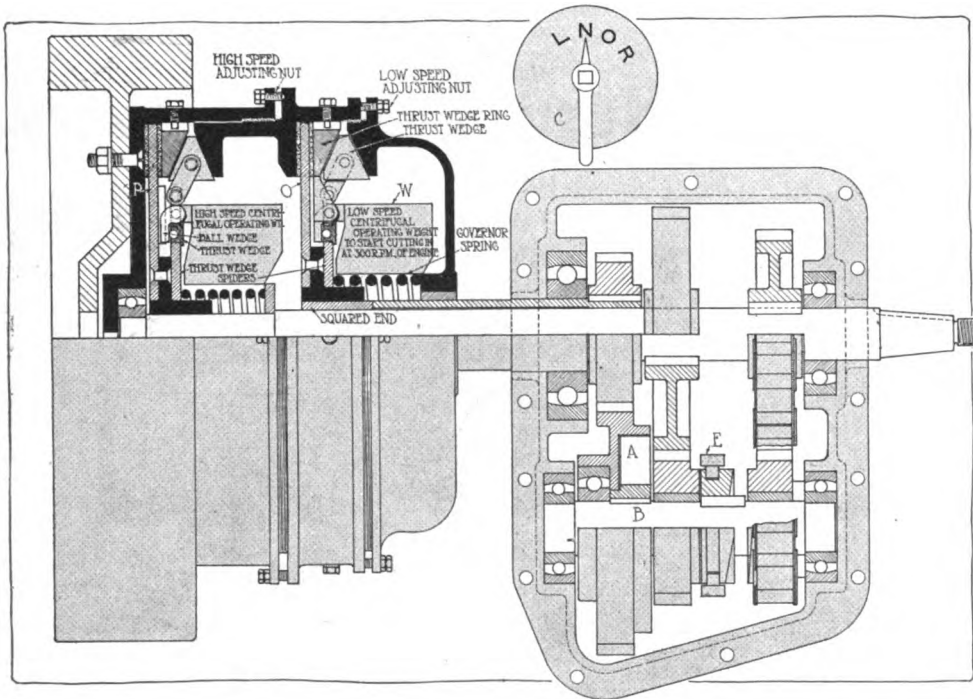 HIGH SPEED
ADJUSTING NUT
LOW SPEED
ADJUSTING NUT
THRUST WEDGE RING
THRUST WEDGE
L N O R
C
P
O
W
HIGH SPEED CENTRI-
FUGAL OPERATING WT.
BALL WEDGE
THRUST WEDGE
THRUST WEDGE
SPIDERS
LOW SPEED
CENTRIFUGAL
OPERATING WEIGHT
TO START CUTTING IN
AT 300 R.P.M. OF ENGINE
GOVERNOR
SPRING
SQUARED END
A
E
B